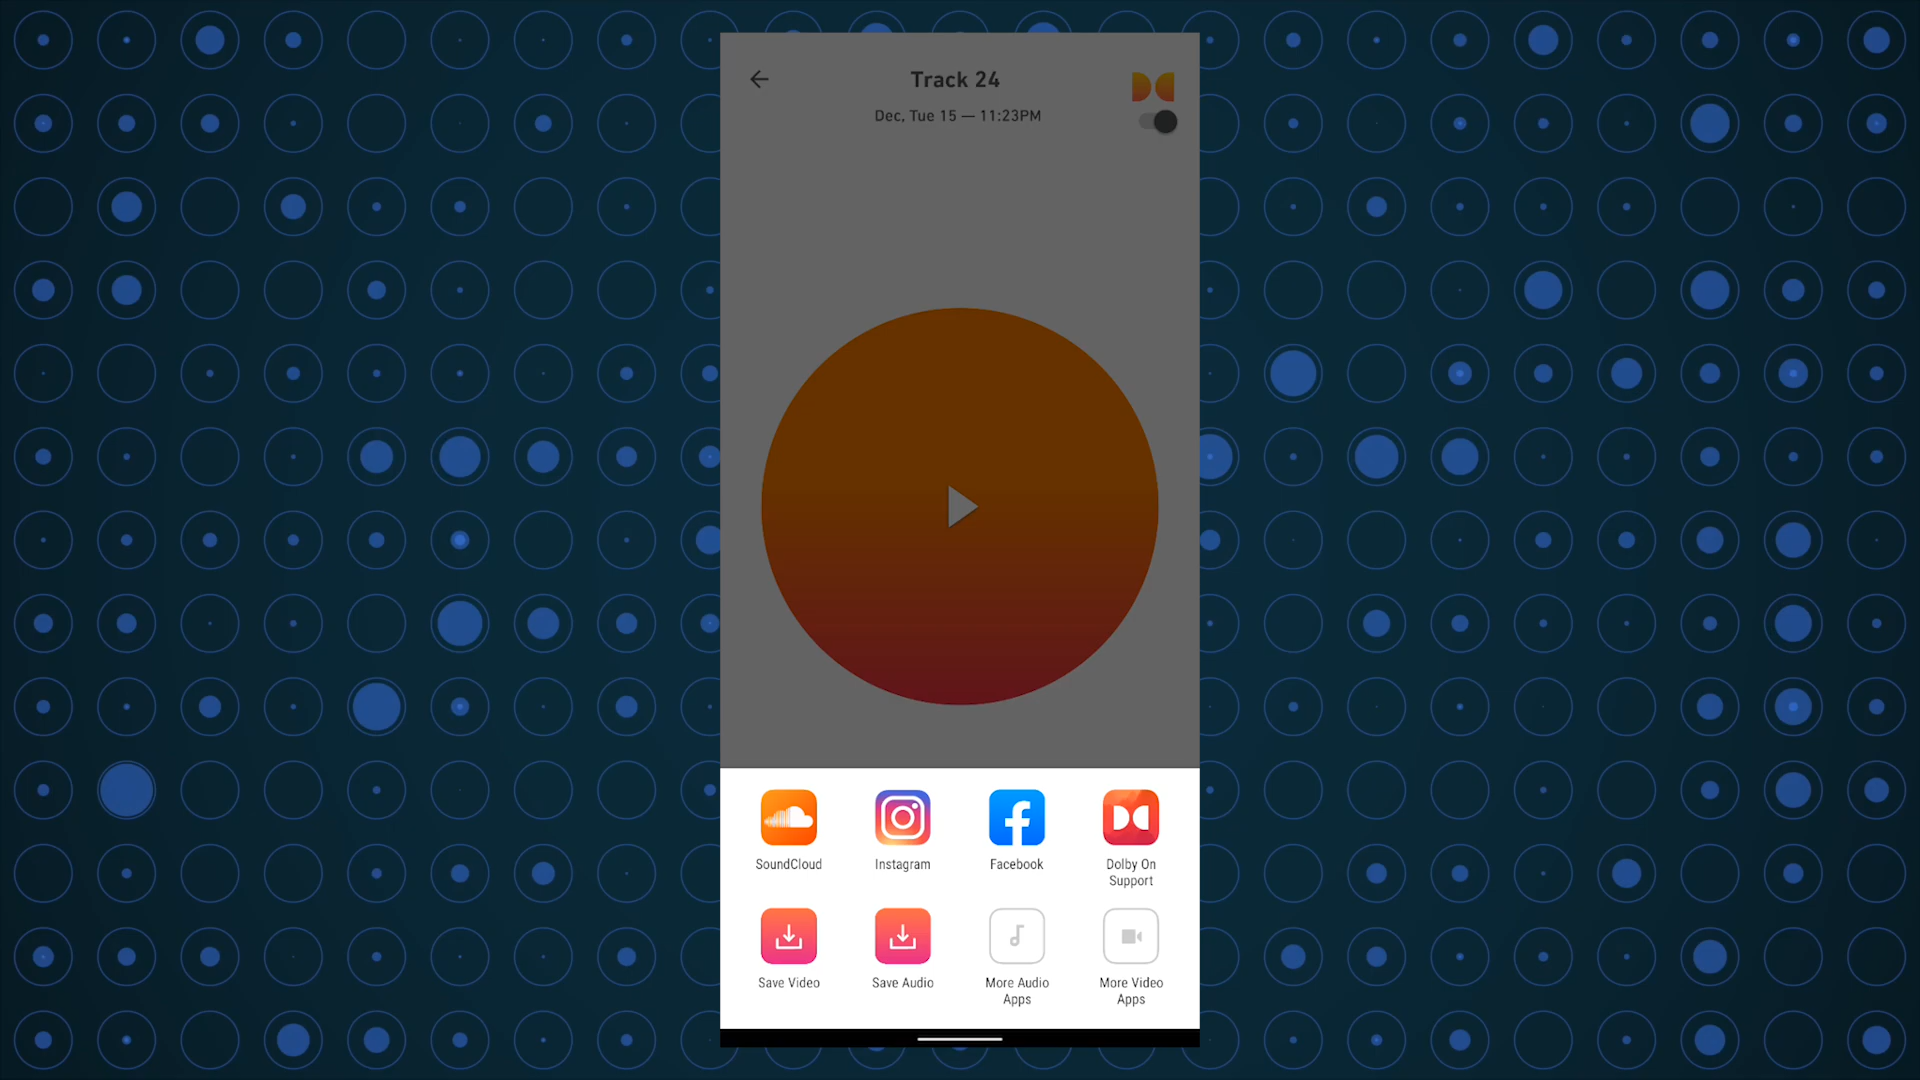 Track 24
Dec, Tue 15 — 11:23PM
SoundCloud
Instagram
Facebook
Dolby On
Support
Save Video
Save Audio
More Audio
Apps
More Video
Apps